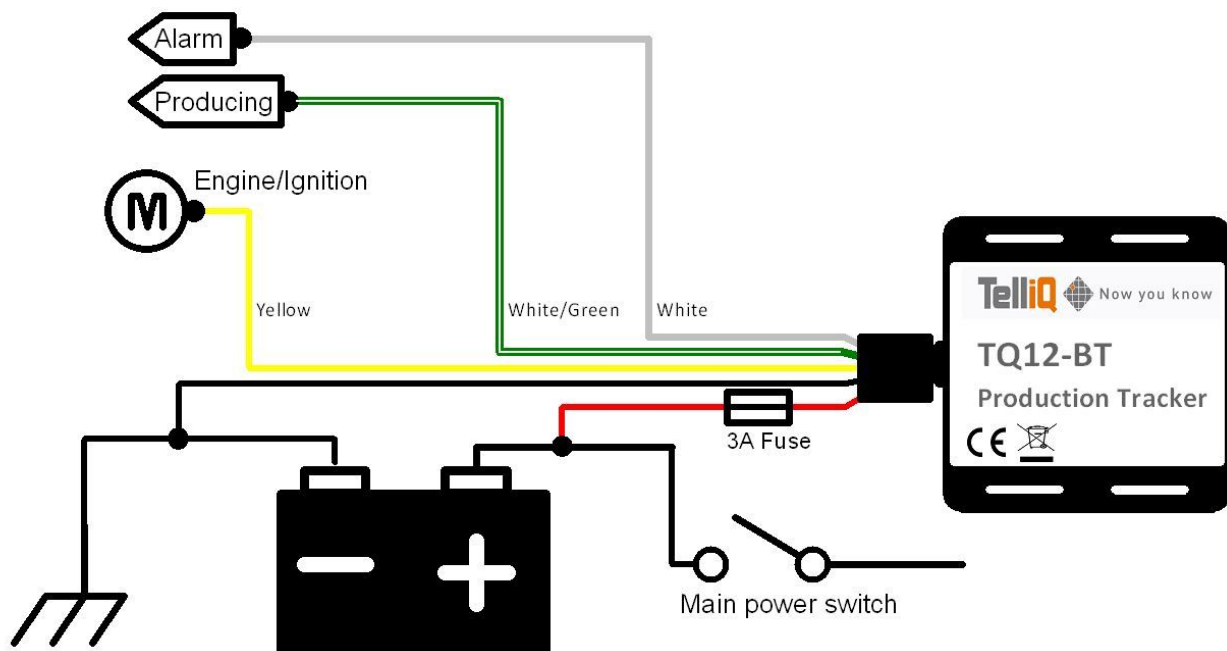 Alarm
Producing
Engine/Ignition
M
Yellow
White/Green
White
TelliQ Now you know
TQ12-BT
Production Tracker
CE
3A Fuse
Main power switch